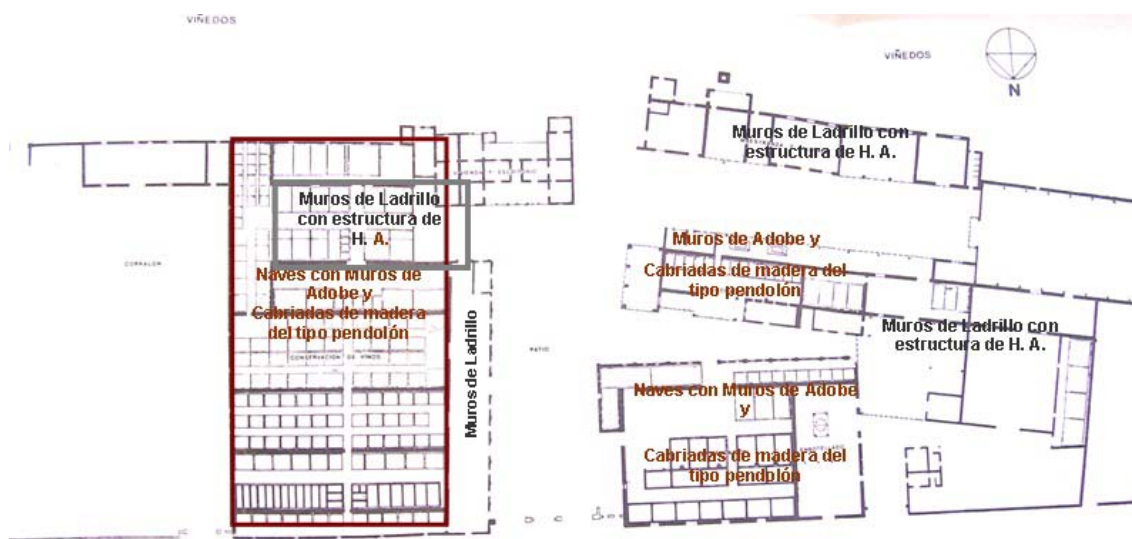 VIÑEDOS
VIÑEDOS
N
Muros de Ladrillo con
estructura de H. A.
VIVIENDA Y ESCRITORIO
Muros de Ladrillo
con estructura de
H. A.
CORRALON
Naves con Muros de
Adobe y
Cabriadas de madera
del tipo pendolón
CONSERVACION DE VINOS
Muros de Ladrillo
PATIO
Muros de Adobe y
Cabriadas de madera del
tipo pendolón
Muros de Ladrillo con
estructura de H. A.
Naves con Muros de Adobe
y
Cabriadas de madera del
tipo pendolón